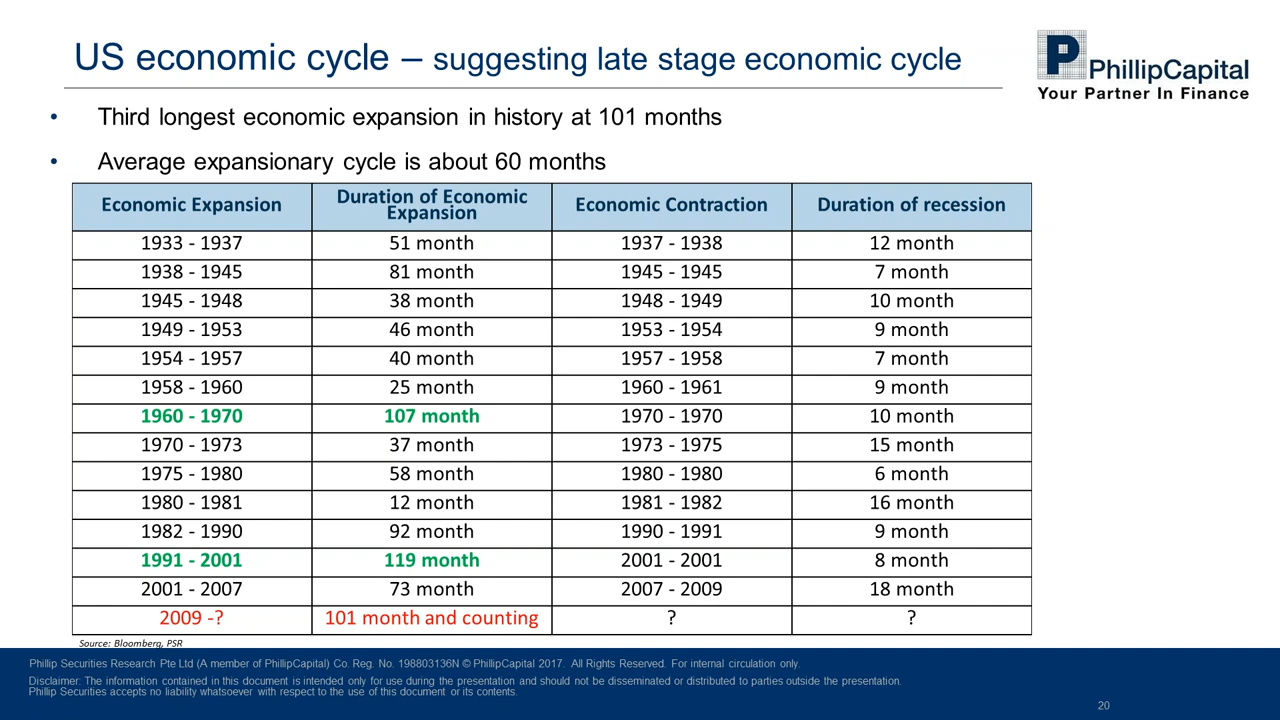 US economic cycle – suggesting late stage economic cycle
P
PhillipCapital
Your Partner In Finance
• Third longest economic expansion in history at 101 months
• Average expansionary cycle is about 60 months
Economic Expansion Duration of Economic Expansion Economic Contraction Duration of recession
1933 - 1937 51 month 1937 - 1938 12 month
1938 - 1945 81 month 1945 - 1945 7 month
1945 - 1948 38 month 1948 - 1949 10 month
1949 - 1953 46 month 1953 - 1954 9 month
1954 - 1957 40 month 1957 - 1958 7 month
1958 - 1960 25 month 1960 - 1961 9 month
1960 - 1970 107 month 1970 - 1970 10 month
1970 - 1973 37 month 1973 - 1975 15 month
1975 - 1980 58 month 1980 - 1980 6 month
1980 - 1981 12 month 1981 - 1982 16 month
1982 - 1990 92 month 1990 - 1991 9 month
1991 - 2001 119 month 2001 - 2001 8 month
2001 - 2007 73 month 2007 - 2009 18 month
2009 -? 101 month and counting ? ?
Source: Bloomberg, PSR
Phillip Securities Research Pte Ltd (A member of PhillipCapital) Co. Reg. No. 198803136N © PhillipCapital 2017. All Rights Reserved. For internal circulation only.
Disclaimer: The information contained in this document is intended only for use during the presentation and should not be disseminated or distributed to parties outside the presentation.
Phillip Securities accepts no liability whatsoever with respect to the use of this document or its contents.
20